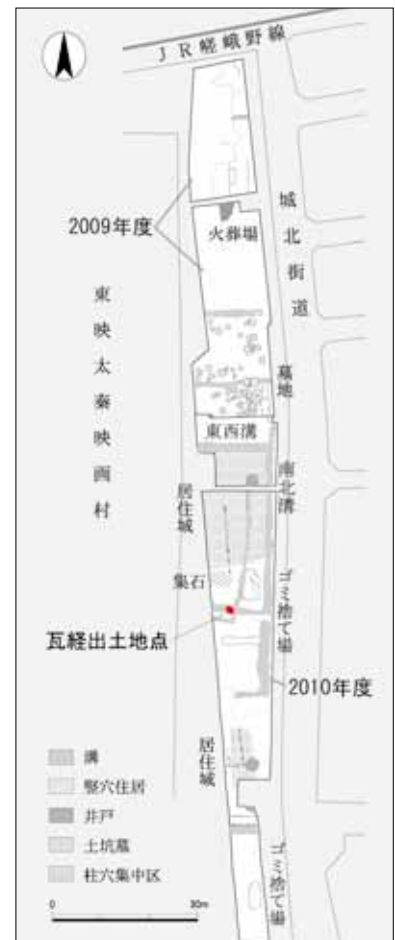 JR嵯峨野線
城北街道
2009年度
火葬場
東映太秦映画村
墓地
東西溝
南北溝
居住域
集石
ゴミ捨て場
瓦経出土地点
2010年度
居住域
ゴミ捨て場
溝
竪穴住居
井戸
土坑墓
柱穴集中区
0 30m